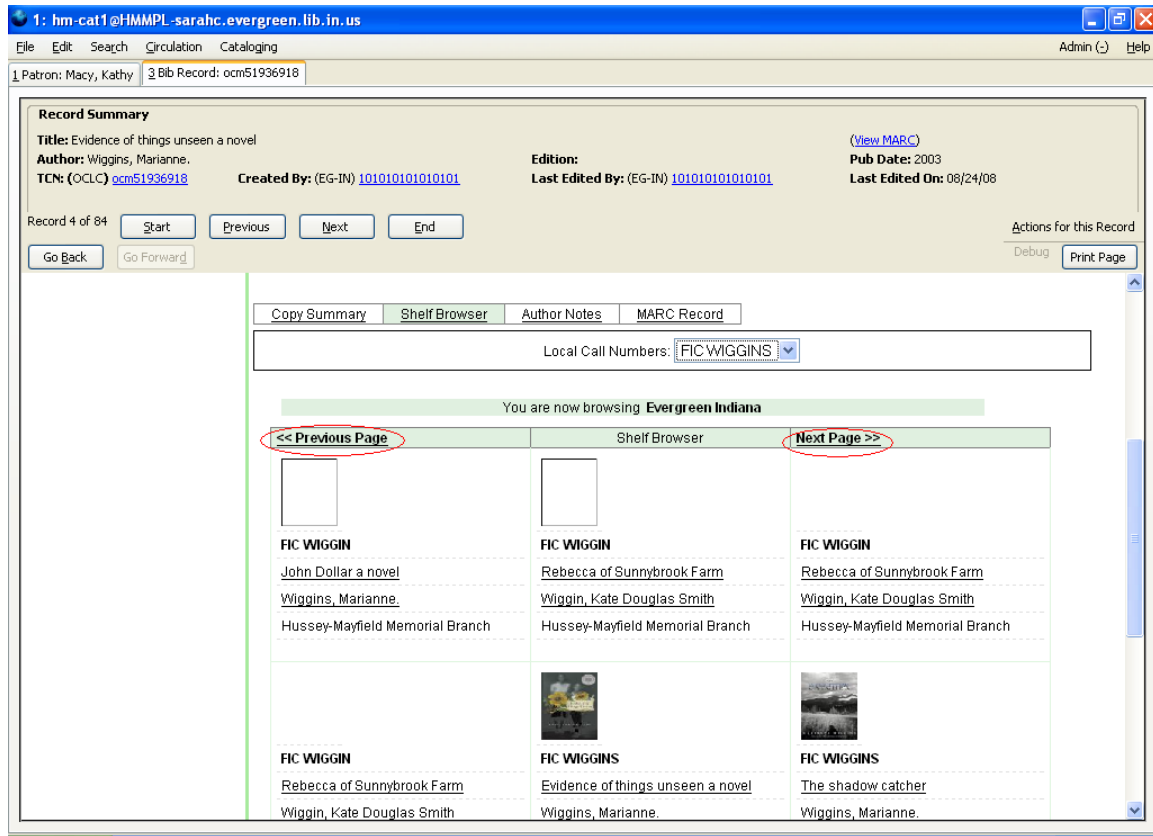 1: hm-cat1@HMMPL-sarahc.evergreen.lib.in.us
File Edit Search Circulation Cataloging Admin (-) Help
1 Patron: Macy, Kathy 3 Bib Record: ocm51936918
Record Summary
Title: Evidence of things unseen a novel (View MARC)
Author: Wiggins, Marianne. Edition: Pub Date: 2003
TCN: (OCLC) ocm51936918 Created By: (EG-IN) 101010101010101 Last Edited By: (EG-IN) 101010101010101 Last Edited On: 08/24/08
Record 4 of 84 Start Previous Next End Actions for this Record
Go Back Go Forward Debug Print Page
Copy Summary Shelf Browser Author Notes MARC Record
Local Call Numbers: FIC WIGGINS
You are now browsing Evergreen Indiana
<< Previous Page Shelf Browser Next Page >>
FIC WIGGIN FIC WIGGIN FIC WIGGIN
John Dollar a novel Rebecca of Sunnybrook Farm Rebecca of Sunnybrook Farm
Wiggins, Marianne. Wiggin, Kate Douglas Smith Wiggin, Kate Douglas Smith
Hussey-Mayfield Memorial Branch Hussey-Mayfield Memorial Branch Hussey-Mayfield Memorial Branch
FIC WIGGIN FIC WIGGINS FIC WIGGINS
Rebecca of Sunnybrook Farm Evidence of things unseen a novel The shadow catcher
Wiggin, Kate Douglas Smith Wiggins, Marianne. Wiggins, Marianne.